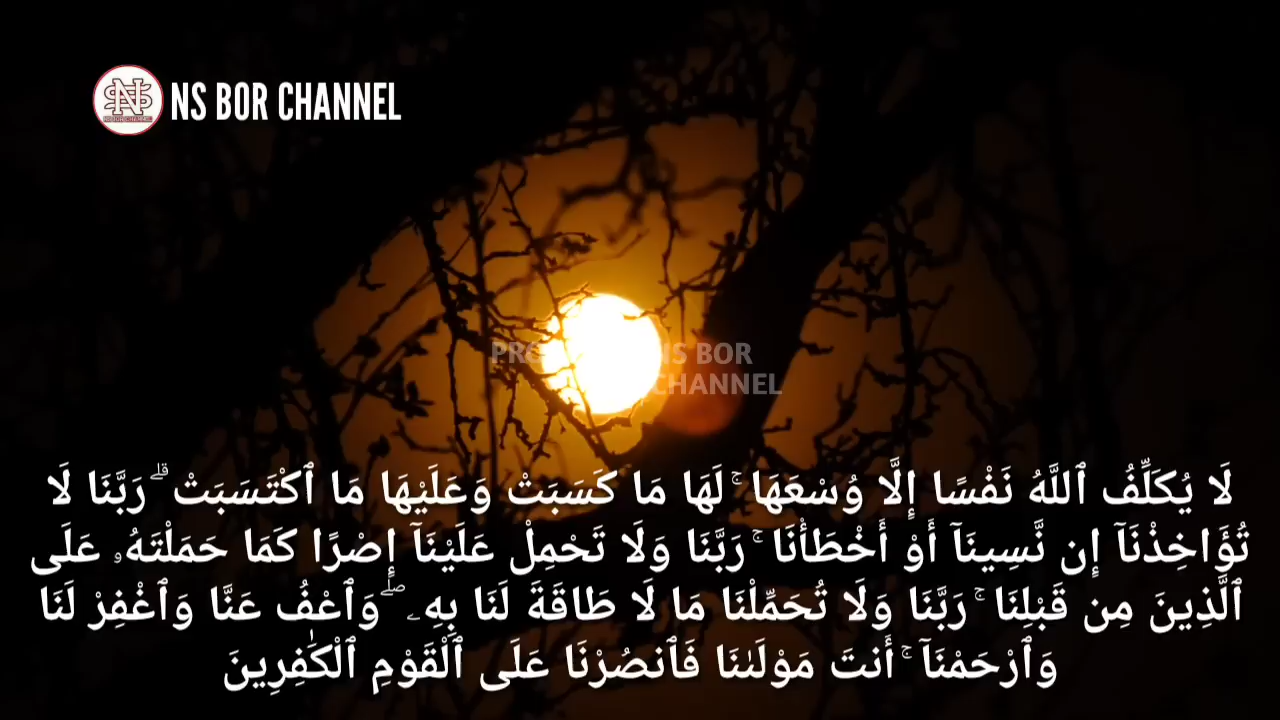 NS BOR CHANNEL
NS BOR
CHANNEL
لَا يُكَلِّفُ ٱللَّهُ نَفْسًا إِلَّا وُسْعَهَا ۚ لَهَا مَا كَسَبَتْ وَعَلَيْهَا مَا ٱكْتَسَبَتْ ۗ رَبَّنَا لَا
تُؤَاخِذْنَآ إِن نَّسِينَآ أَوْ أَخْطَأْنَا ۚ رَبَّنَا وَلَا تَحْمِلْ عَلَيْنَآ إِصْرًا كَمَا حَمَلْتَهُۥ عَلَى
ٱلَّذِينَ مِن قَبْلِنَا ۚ رَبَّنَا وَلَا تُحَمِّلْنَا مَا لَا طَاقَةَ لَنَا بِهِۦ ۖ وَٱعْفُ عَنَّا وَٱغْفِرْ لَنَا
وَٱرْحَمْنَآ ۚ أَنتَ مَوْلَىٰنَا فَٱنصُرْنَا عَلَى ٱلْقَوْمِ ٱلْكَٰفِرِينَ